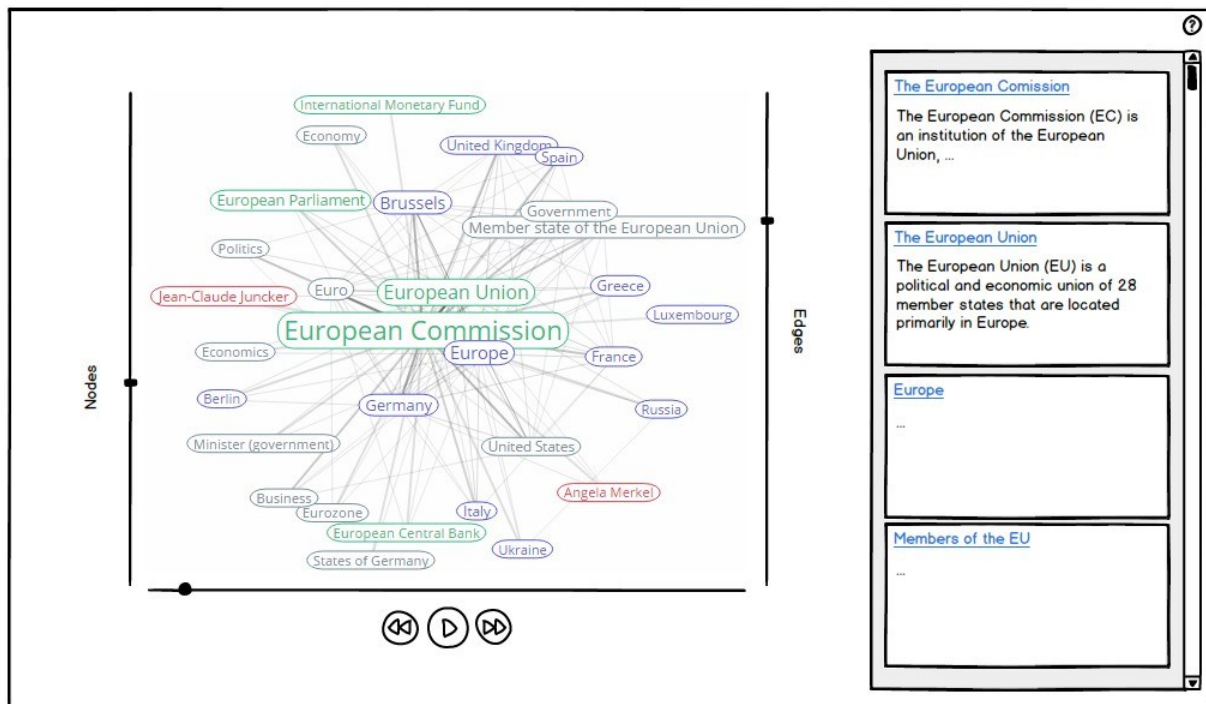 ?
International Monetary Fund
Economy
United Kingdom
Spain
European Parliament
Brussels
Government
Member state of the European Union
Politics
Euro
European Union
Greece
Jean-Claude Juncker
Luxembourg
European Commission
Economics
Europe
France
Berlin
Germany
Russia
Minister (government)
United States
Business
Angela Merkel
Eurozone
Italy
European Central Bank
Ukraine
States of Germany
Nodes
Edges
The European Comission
The European Commission (EC) is
an institution of the European
Union, ...
The European Union
The European Union (EU) is a
political and economic union of 28
member states that are located
primarily in Europe.
Europe
...
Members of the EU
...